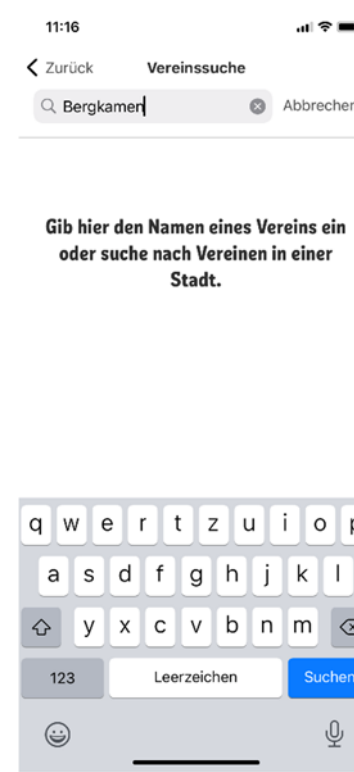 11:16
Zurück Vereinssuche
Bergkamen Abbrechen
Gib hier den Namen eines Vereins ein
oder suche nach Vereinen in einer
Stadt.
q w e r t z u i o p
a s d f g h j k l
y x c v b n m
123 Leerzeichen Suchen